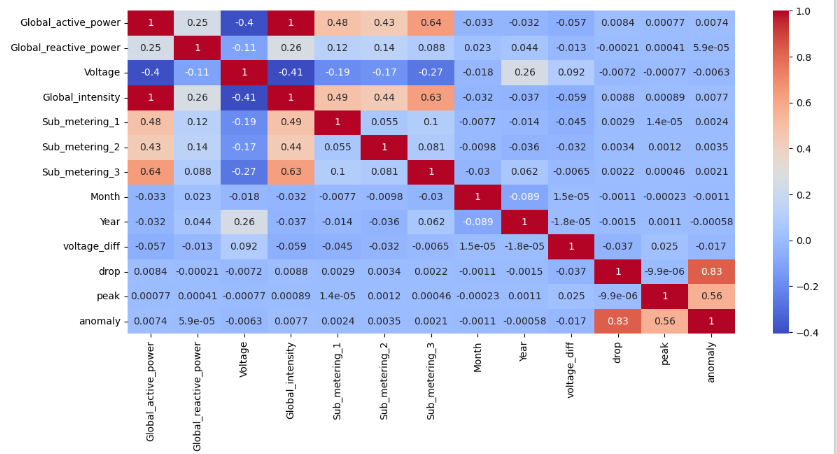 Global_active_power 1 0.25 -0.4 1 0.48 0.43 0.64 -0.033 -0.032 -0.057 0.0084 0.00077 0.0074
Global_reactive_power 0.25 1 -0.11 0.26 0.12 0.14 0.088 0.023 0.044 -0.013 -0.00021 0.00041 5.9e-05
Voltage -0.4 -0.11 1 -0.41 -0.19 -0.17 -0.27 -0.018 0.26 0.092 -0.0072 -0.00077 -0.0063
Global_intensity 1 0.26 -0.41 1 0.49 0.44 0.63 -0.032 -0.037 -0.059 0.0088 0.00089 0.0077
Sub_metering_1 0.48 0.12 -0.19 0.49 1 0.055 0.1 -0.0077 -0.014 -0.045 0.0029 1.4e-05 0.0024
Sub_metering_2 0.43 0.14 -0.17 0.44 0.055 1 0.081 -0.0098 -0.036 -0.032 0.0034 0.0012 0.0035
Sub_metering_3 0.64 0.088 -0.27 0.63 0.1 0.081 1 -0.03 0.062 -0.0065 0.0022 0.00046 0.0021
Month -0.033 0.023 -0.018 -0.032 -0.0077 -0.0098 -0.03 1 -0.089 1.5e-05 -0.0011 -0.00023 -0.0011
Year -0.032 0.044 0.26 -0.037 -0.014 -0.036 0.062 -0.089 1 -1.8e-05 -0.0015 0.0011 -0.00058
voltage_diff -0.057 -0.013 0.092 -0.059 -0.045 -0.032 -0.0065 1.5e-05 -1.8e-05 1 -0.037 0.025 -0.017
drop 0.0084 -0.00021 -0.0072 0.0088 0.0029 0.0034 0.0022 -0.0011 -0.0015 -0.037 1 -9.9e-06 0.83
peak 0.00077 0.00041 -0.00077 0.00089 1.4e-05 0.0012 0.00046 -0.00023 0.0011 0.025 -9.9e-06 1 0.56
anomaly 0.0074 5.9e-05 -0.0063 0.0077 0.0024 0.0035 0.0021 -0.0011 -0.00058 -0.017 0.83 0.56 1
Global_active_power
Global_reactive_power
Voltage
Global_intensity
Sub_metering_1
Sub_metering_2
Sub_metering_3
Month
Year
voltage_diff
drop
peak
anomaly
1.0
0.8
0.6
0.4
0.2
0.0
−0.2
−0.4